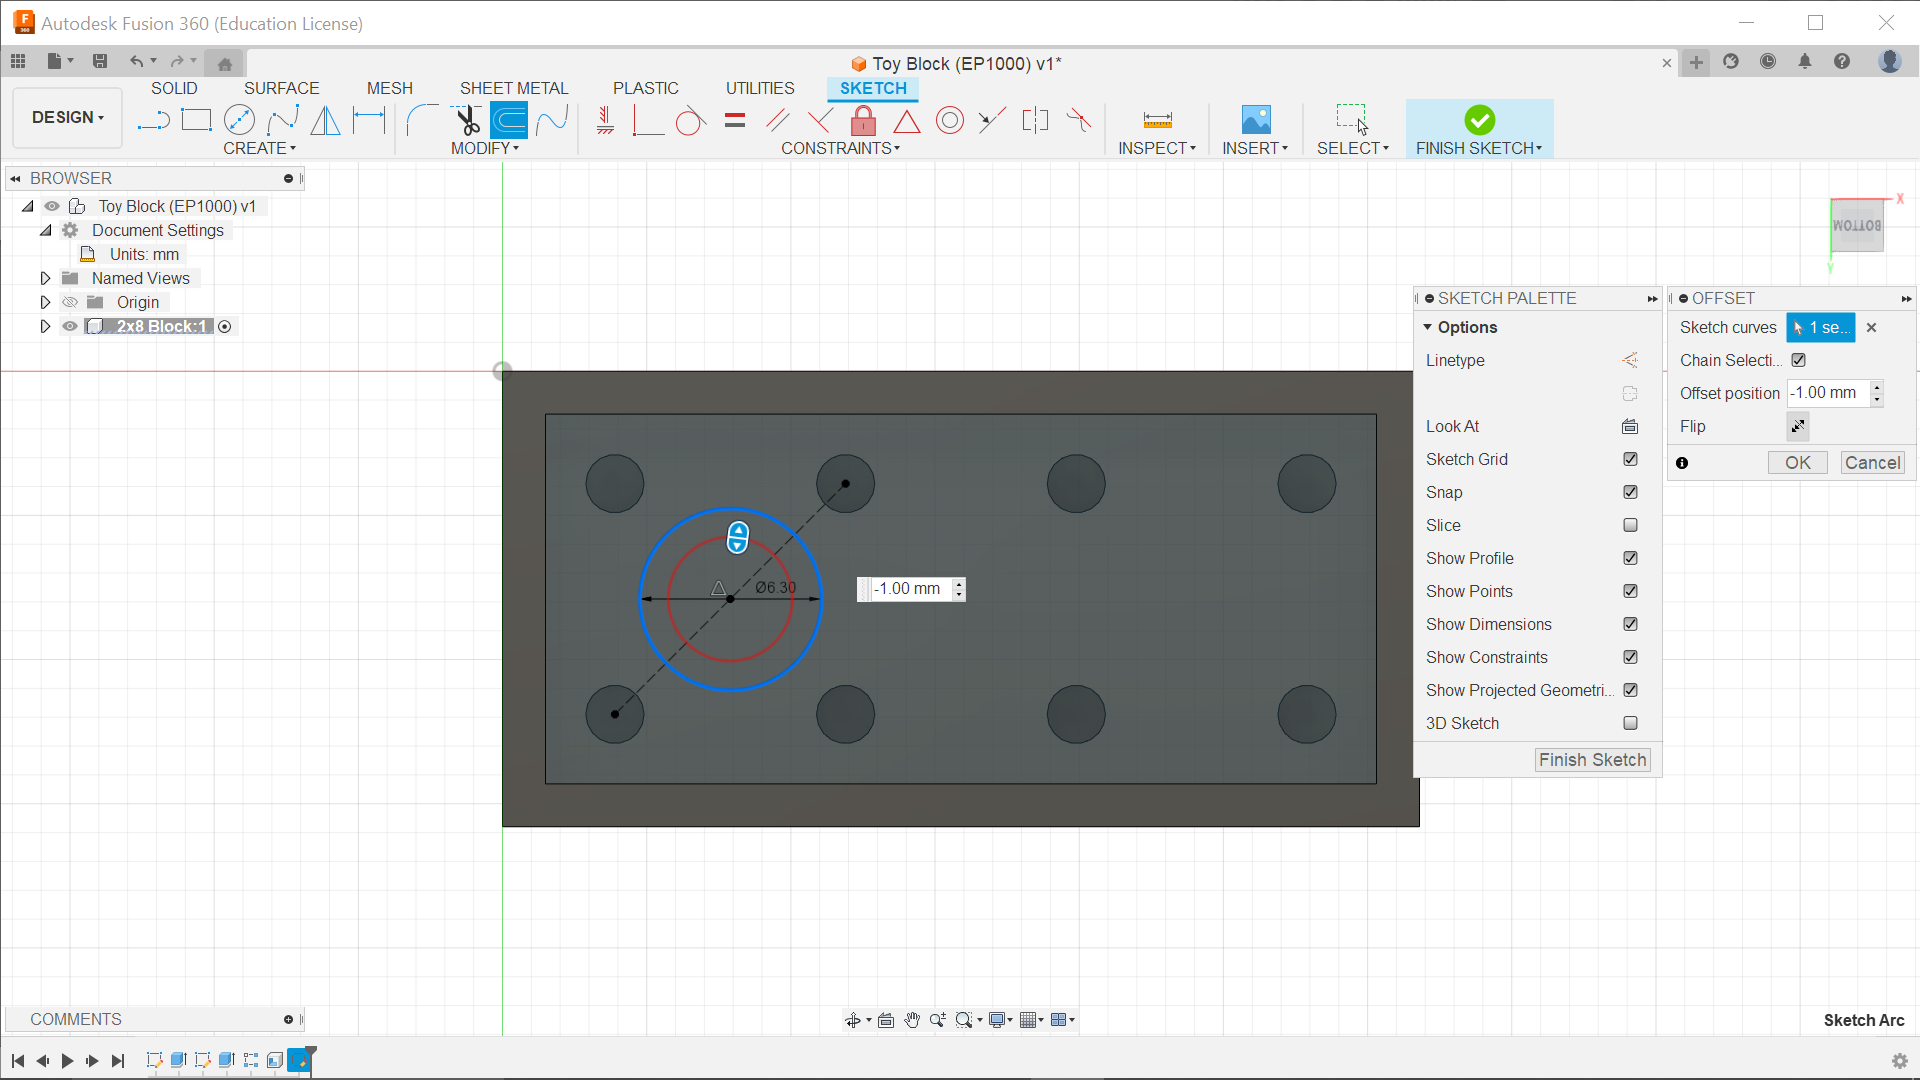 Autodesk Fusion 360 (Education License)
Toy Block (EP1000) v1*
SOLID SURFACE MESH SHEET METAL PLASTIC UTILITIES SKETCH
DESIGN
CREATE MODIFY CONSTRAINTS INSPECT INSERT SELECT FINISH SKETCH
BROWSER
Toy Block (EP1000) v1
Document Settings
Units: mm
Named Views
Origin
2x8 Block:1
X
BOTTOM
Y
SKETCH PALETTE
Options
Linetype
Look At
Sketch Grid
Snap
Slice
Show Profile
Show Points
Show Dimensions
Show Constraints
Show Projected Geometri...
3D Sketch
Finish Sketch
OFFSET
Sketch curves 1 se...
Chain Selecti...
Offset position -1.00 mm
Flip
OK Cancel
Ø6.30
-1.00 mm
COMMENTS
Sketch Arc